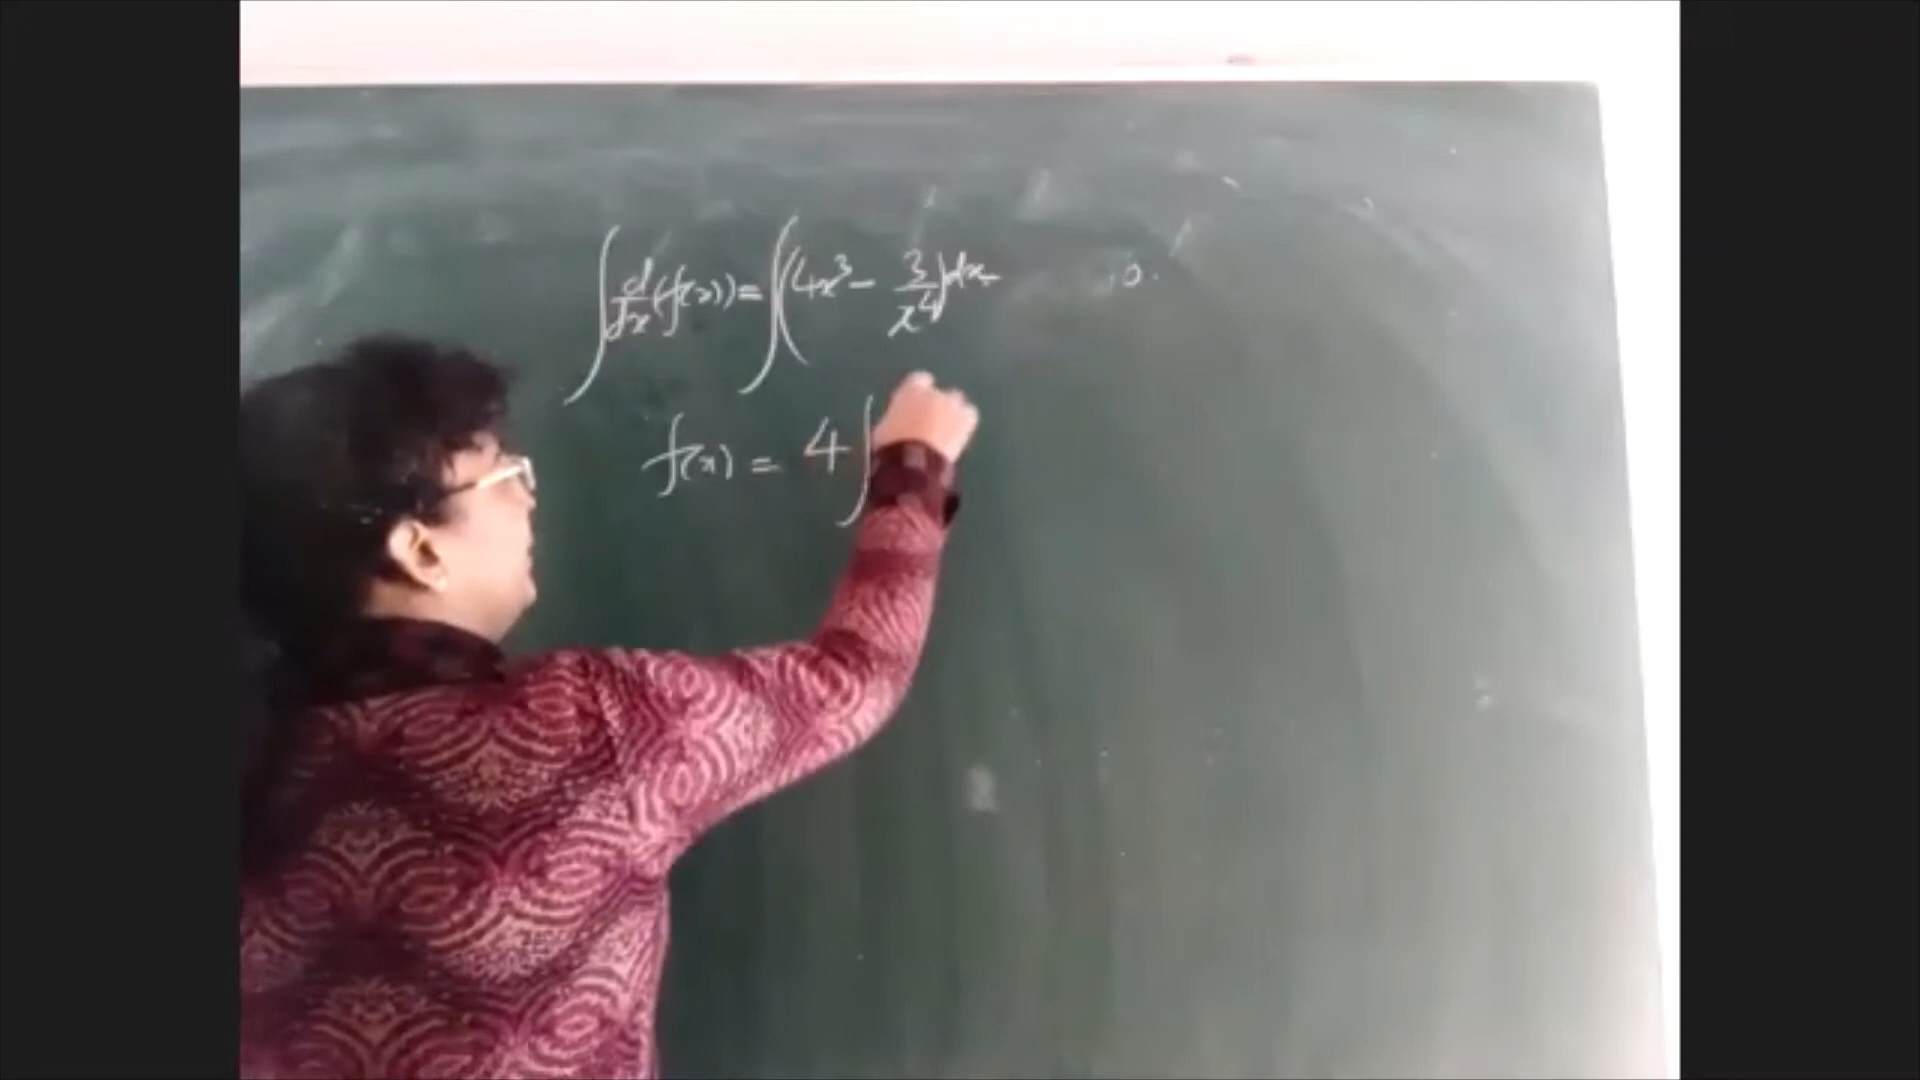 ∫ d/dx (f(x)) = ∫ (4x³ - 3/x⁴) dx
f(x) = 4 ∫